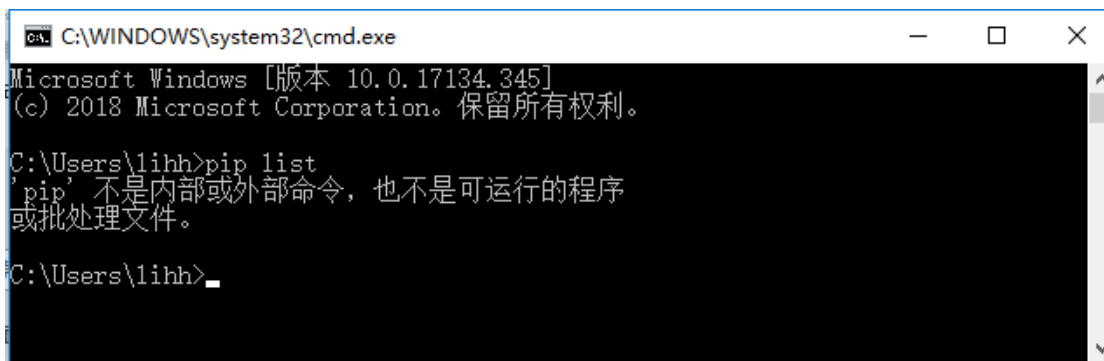 C:\WINDOWS\system32\cmd.exe
Microsoft Windows [版本 10.0.17134.345]
(c) 2018 Microsoft Corporation。保留所有权利。
C:\Users\lihh>pip list
'pip' 不是内部或外部命令，也不是可运行的程序
或批处理文件。
C:\Users\lihh>